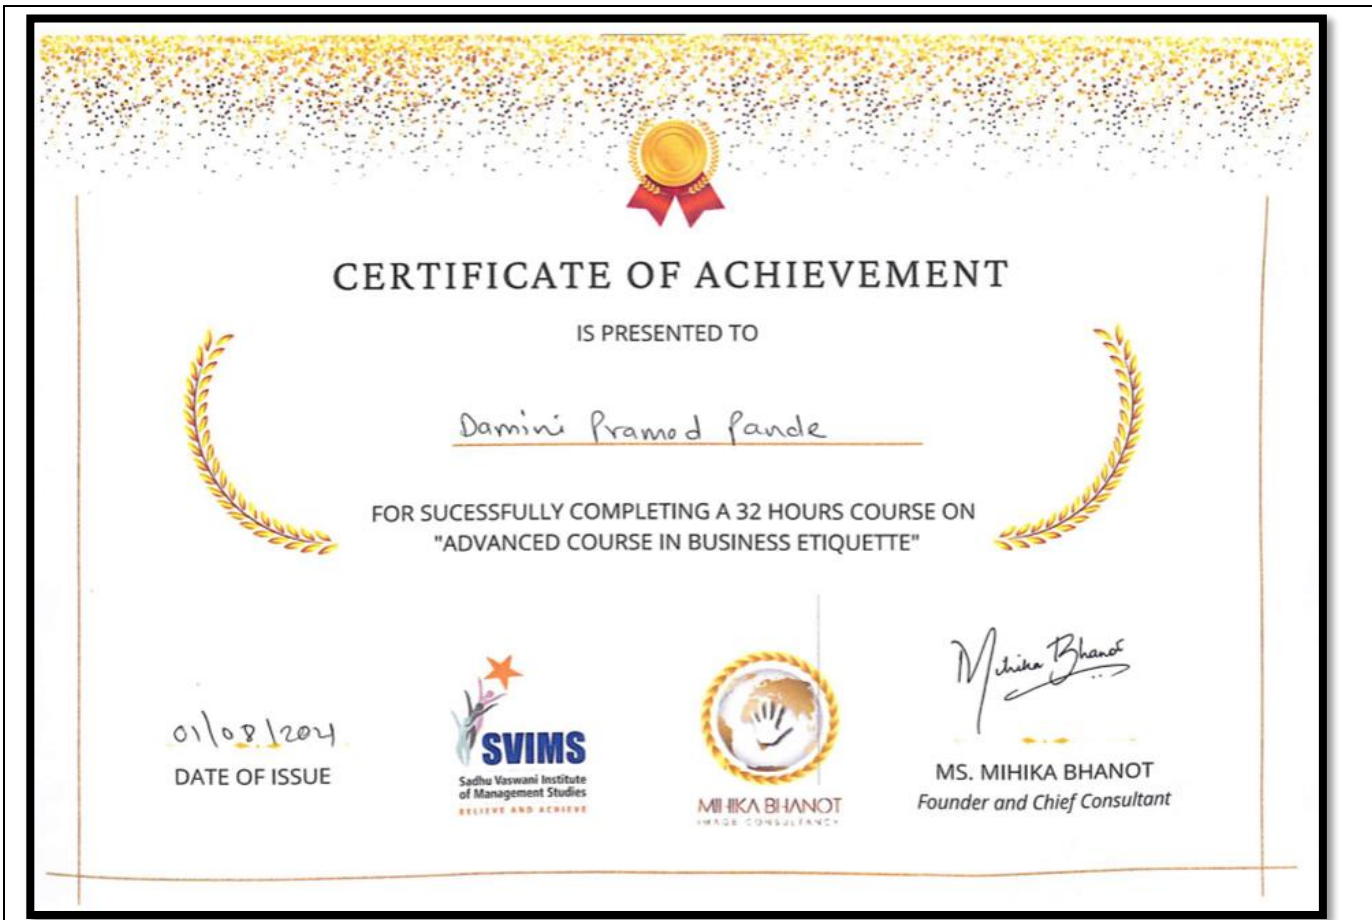 CERTIFICATE OF ACHIEVEMENT
IS PRESENTED TO
Damini Pramod Pande
FOR SUCESSFULLY COMPLETING A 32 HOURS COURSE ON
"ADVANCED COURSE IN BUSINESS ETIQUETTE"
01/08/2021
DATE OF ISSUE
SVIMS
Sadhu Vaswani Institute
of Management Studies
BELIEVE AND ACHIEVE
MIHIKA BHANOT
IMAGE CONSULTANCY
Mihika Bhanot
MS. MIHIKA BHANOT
Founder and Chief Consultant